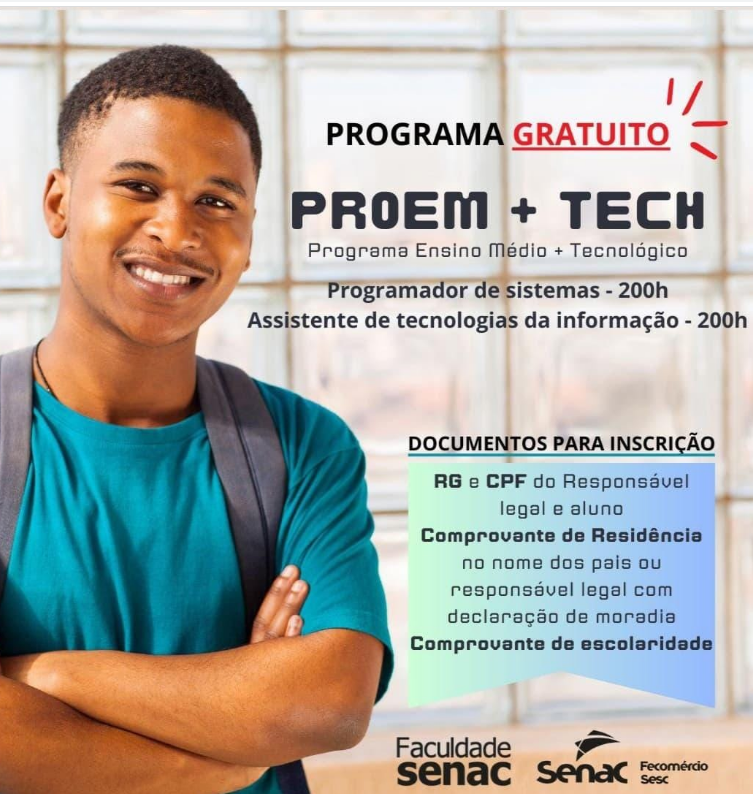 PROGRAMA GRATUITO
PROEM + TECH
Programa Ensino Médio + Tecnológico
Programador de sistemas - 200h
Assistente de tecnologias da informação - 200h
DOCUMENTOS PARA INSCRIÇÃO
RG e CPF do Responsável
legal e aluno
Comprovante de Residência
no nome dos pais ou
responsável legal com
declaração de moradia
Comprovante de escolaridade
Faculdade
senac
Senac
Fecomércio
Sesc